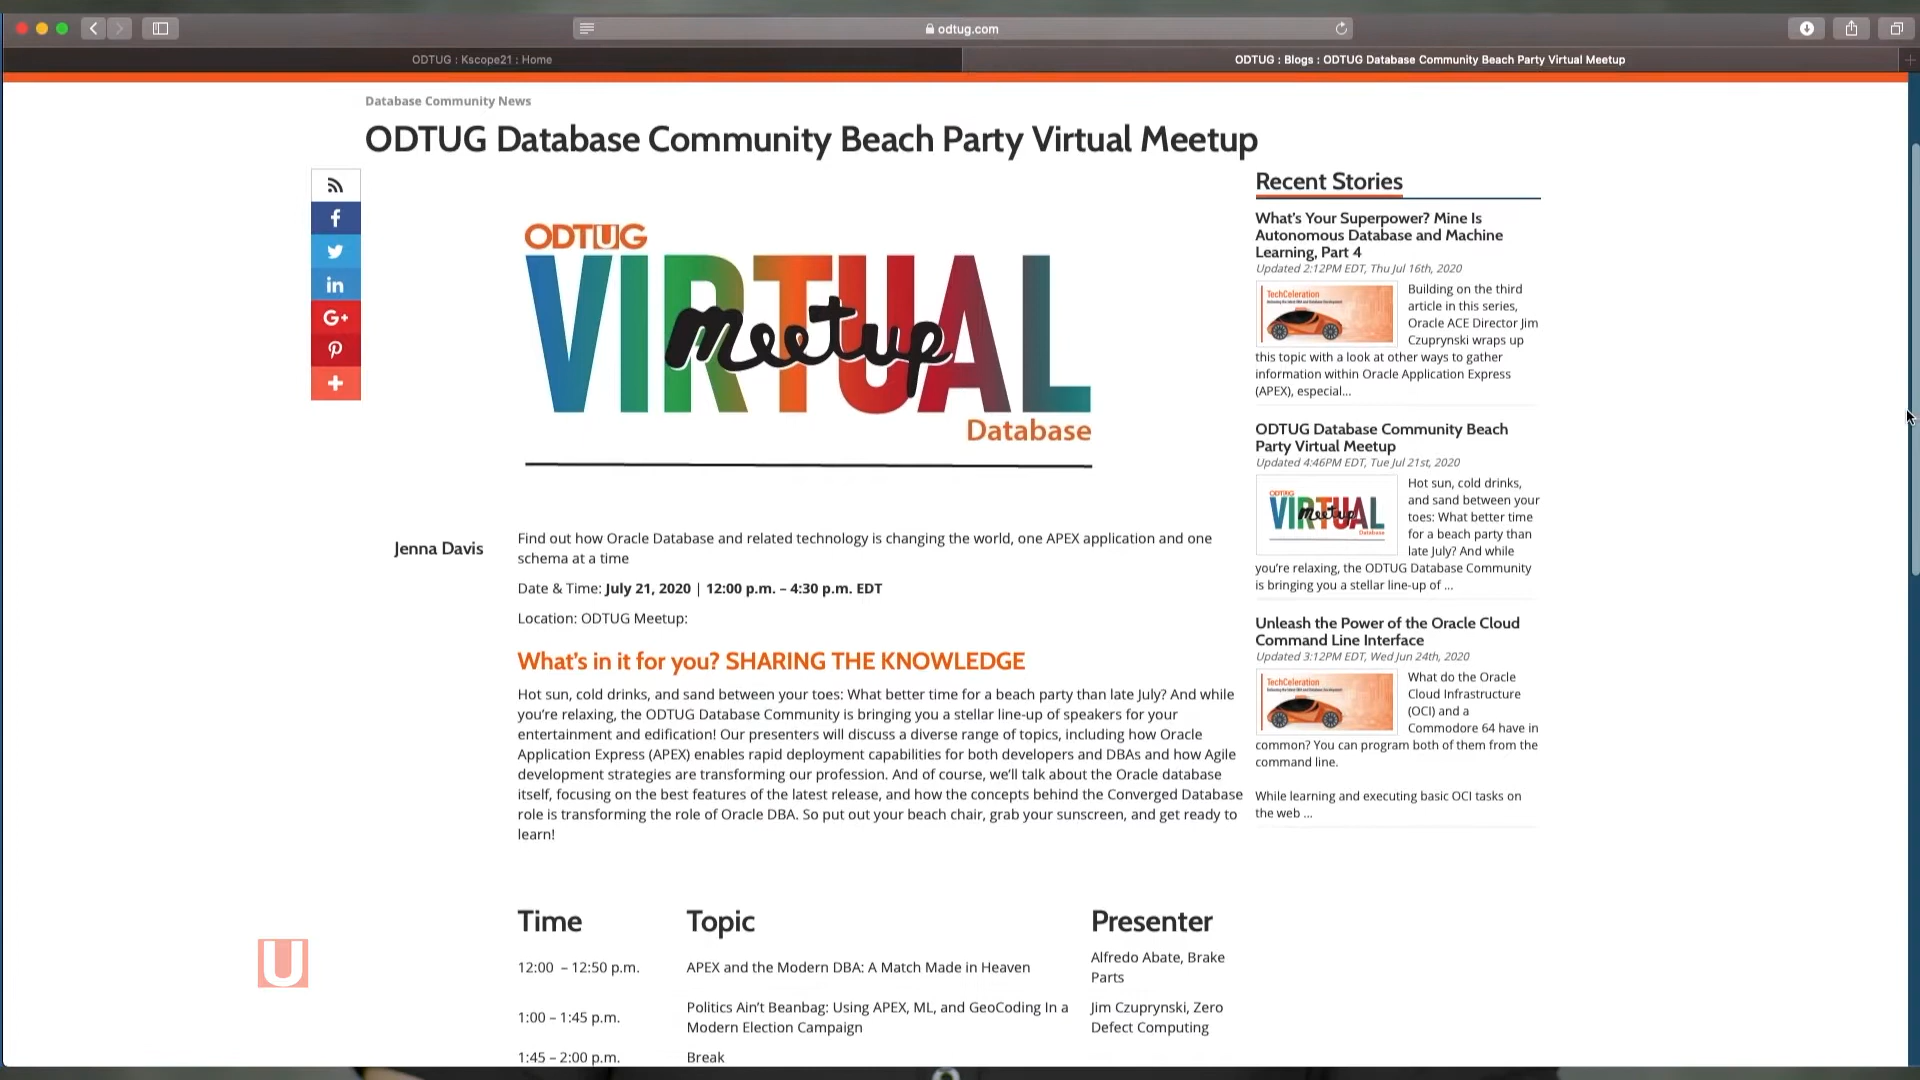 odtug.com
ODTUG : Kscope21 : Home
ODTUG : Blogs : ODTUG Database Community Beach Party Virtual Meetup
Database Community News
ODTUG Database Community Beach Party Virtual Meetup
ODTUG
VIRTUAL
meetup
Database
Jenna Davis
Find out how Oracle Database and related technology is changing the world, one APEX application and one
schema at a time
Date & Time: July 21, 2020 | 12:00 p.m. – 4:30 p.m. EDT
Location: ODTUG Meetup:
What's in it for you? SHARING THE KNOWLEDGE
Hot sun, cold drinks, and sand between your toes: What better time for a beach party than late July? And while
you're relaxing, the ODTUG Database Community is bringing you a stellar line-up of speakers for your
entertainment and edification! Our presenters will discuss a diverse range of topics, including how Oracle
Application Express (APEX) enables rapid deployment capabilities for both developers and DBAs and how Agile
development strategies are transforming our profession. And of course, we'll talk about the Oracle database
itself, focusing on the best features of the latest release, and how the concepts behind the Converged Database
role is transforming the role of Oracle DBA. So put out your beach chair, grab your sunscreen, and get ready to
learn!
Time Topic Presenter
12:00 – 12:50 p.m. APEX and the Modern DBA: A Match Made in Heaven Alfredo Abate, Brake
Parts
1:00 – 1:45 p.m. Politics Ain't Beanbag: Using APEX, ML, and GeoCoding In a Jim Czuprynski, Zero
Modern Election Campaign Defect Computing
1:45 – 2:00 p.m. Break
Recent Stories
What's Your Superpower? Mine Is
Autonomous Database and Machine
Learning, Part 4
Updated 2:12PM EDT, Thu Jul 16th, 2020
TechCeleration
Building on the third
article in this series,
Oracle ACE Director Jim
Czuprynski wraps up
this topic with a look at other ways to gather
information within Oracle Application Express
(APEX), especial...
ODTUG Database Community Beach
Party Virtual Meetup
Updated 4:46PM EDT, Tue Jul 21st, 2020
ODTUG
VIRTUAL
meetup
Database
Hot sun, cold drinks,
and sand between your
toes: What better time
for a beach party than
late July? And while
you're relaxing, the ODTUG Database Community
is bringing you a stellar line-up of ...
Unleash the Power of the Oracle Cloud
Command Line Interface
Updated 3:12PM EDT, Wed Jun 24th, 2020
TechCeleration
What do the Oracle
Cloud Infrastructure
(OCI) and a
Commodore 64 have in
common? You can program both of them from the
command line.
While learning and executing basic OCI tasks on
the web ...
f
in
G+
U